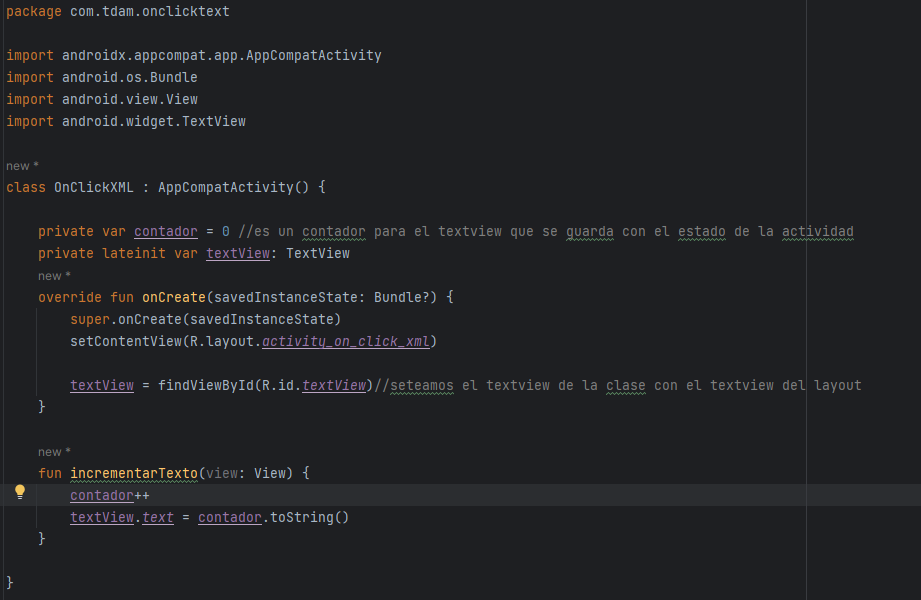 package com.tdam.onclicktext
import androidx.appcompat.app.AppCompatActivity
import android.os.Bundle
import android.view.View
import android.widget.TextView
new *
class OnClickXML : AppCompatActivity() {
private var contador = 0 //es un contador para el textview que se guarda con el estado de la actividad
private lateinit var textView: TextView
new *
override fun onCreate(savedInstanceState: Bundle?) {
super.onCreate(savedInstanceState)
setContentView(R.layout.activity_on_click_xml)
textView = findViewById(R.id.textView)//seteamos el textview de la clase con el textview del layout
}
new *
fun incrementarTexto(view: View) {
contador++
textView.text = contador.toString()
}
}